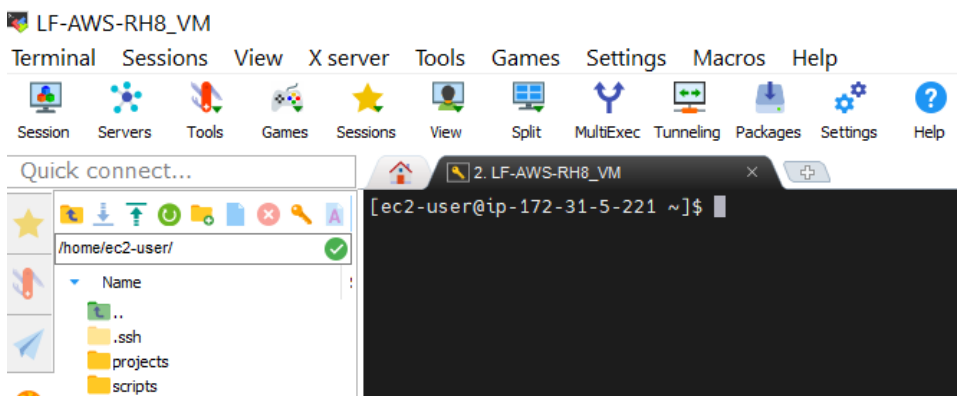 LF-AWS-RH8_VM
Terminal Sessions View X server Tools Games Settings Macros Help
Session Servers Tools Games Sessions View Split MultiExec Tunneling Packages Settings Help
Quick connect...
2. LF-AWS-RH8_VM
[ec2-user@ip-172-31-5-221 ~]$
/home/ec2-user/
Name
..
.ssh
projects
scripts